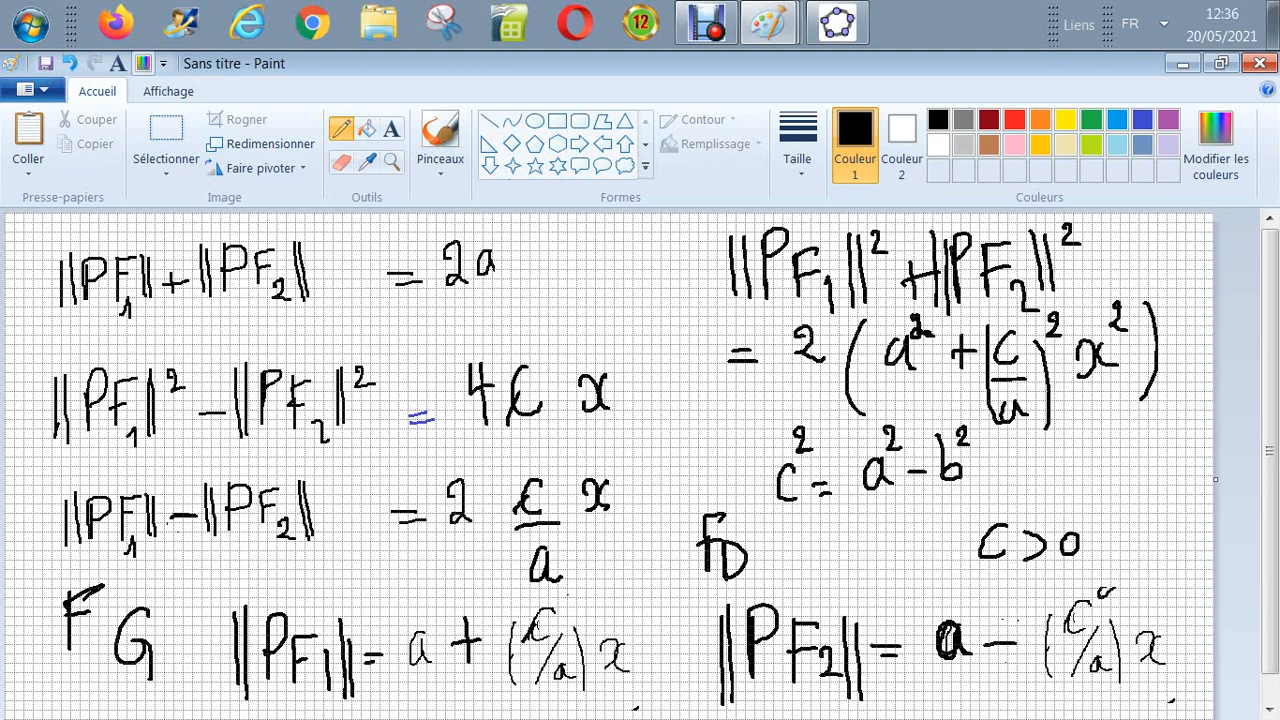 12
Liens
FR
12:36
20/05/2021
Sans titre - Paint
Accueil
Affichage
Coller
Couper
Copier
Presse-papiers
Sélectionner
Rogner
Redimensionner
Faire pivoter
Image
Outils
Pinceaux
Contour
Remplissage
Formes
Taille
Couleur 1
Couleur 2
Modifier les couleurs
Couleurs
||PF₁|| + ||PF₂|| = 2a
||PF₁||² - ||PF₂||² = 4c x
||PF₁|| - ||PF₂|| = 2 c/a x
FG ||PF1|| = a + (c/a) x
||PF₁||² + ||PF₂||²
= 2 (a² + (c/a)² x²)
c² = a² - b²
FD
c > 0
||PF2|| = a - (c/a) x